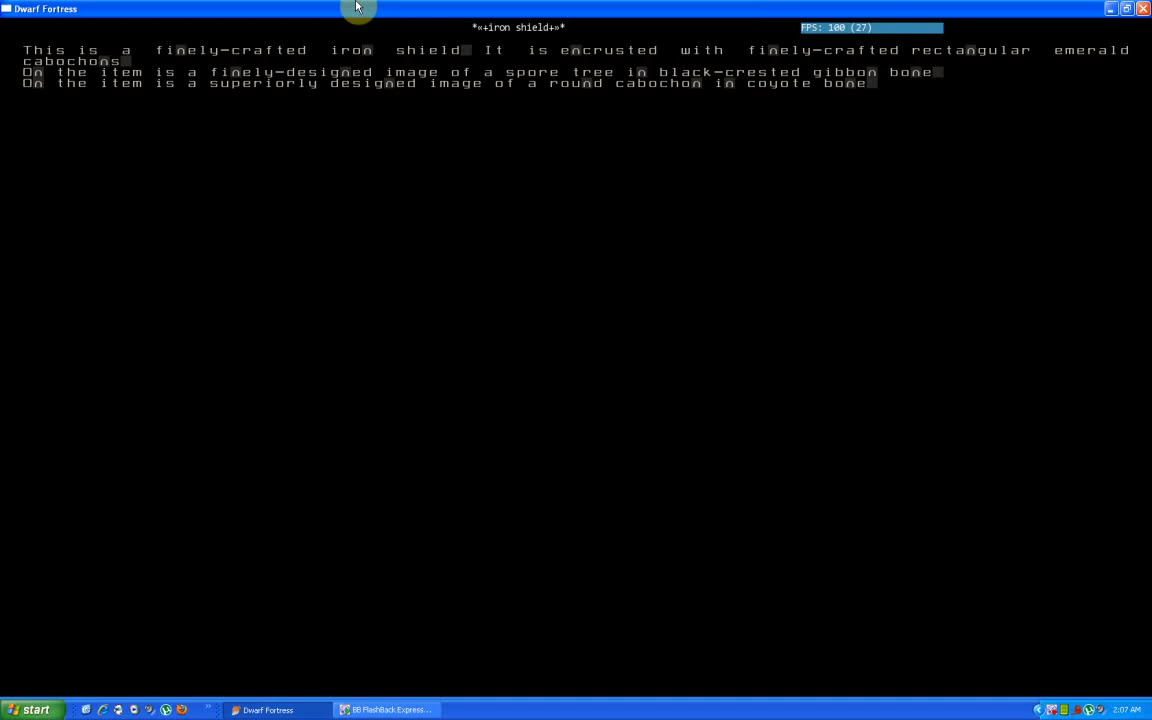 Dwarf Fortress
*«+iron shield+»*
FPS: 100 (27)
This is a finely-crafted iron shield. It is encrusted with finely-crafted rectangular emerald
cabochons.
On the item is a finely-designed image of a spore tree in black-crested gibbon bone.
On the item is a superiorly designed image of a round cabochon in coyote bone.
start
Dwarf Fortress
BB FlashBack Express...
2:07 AM